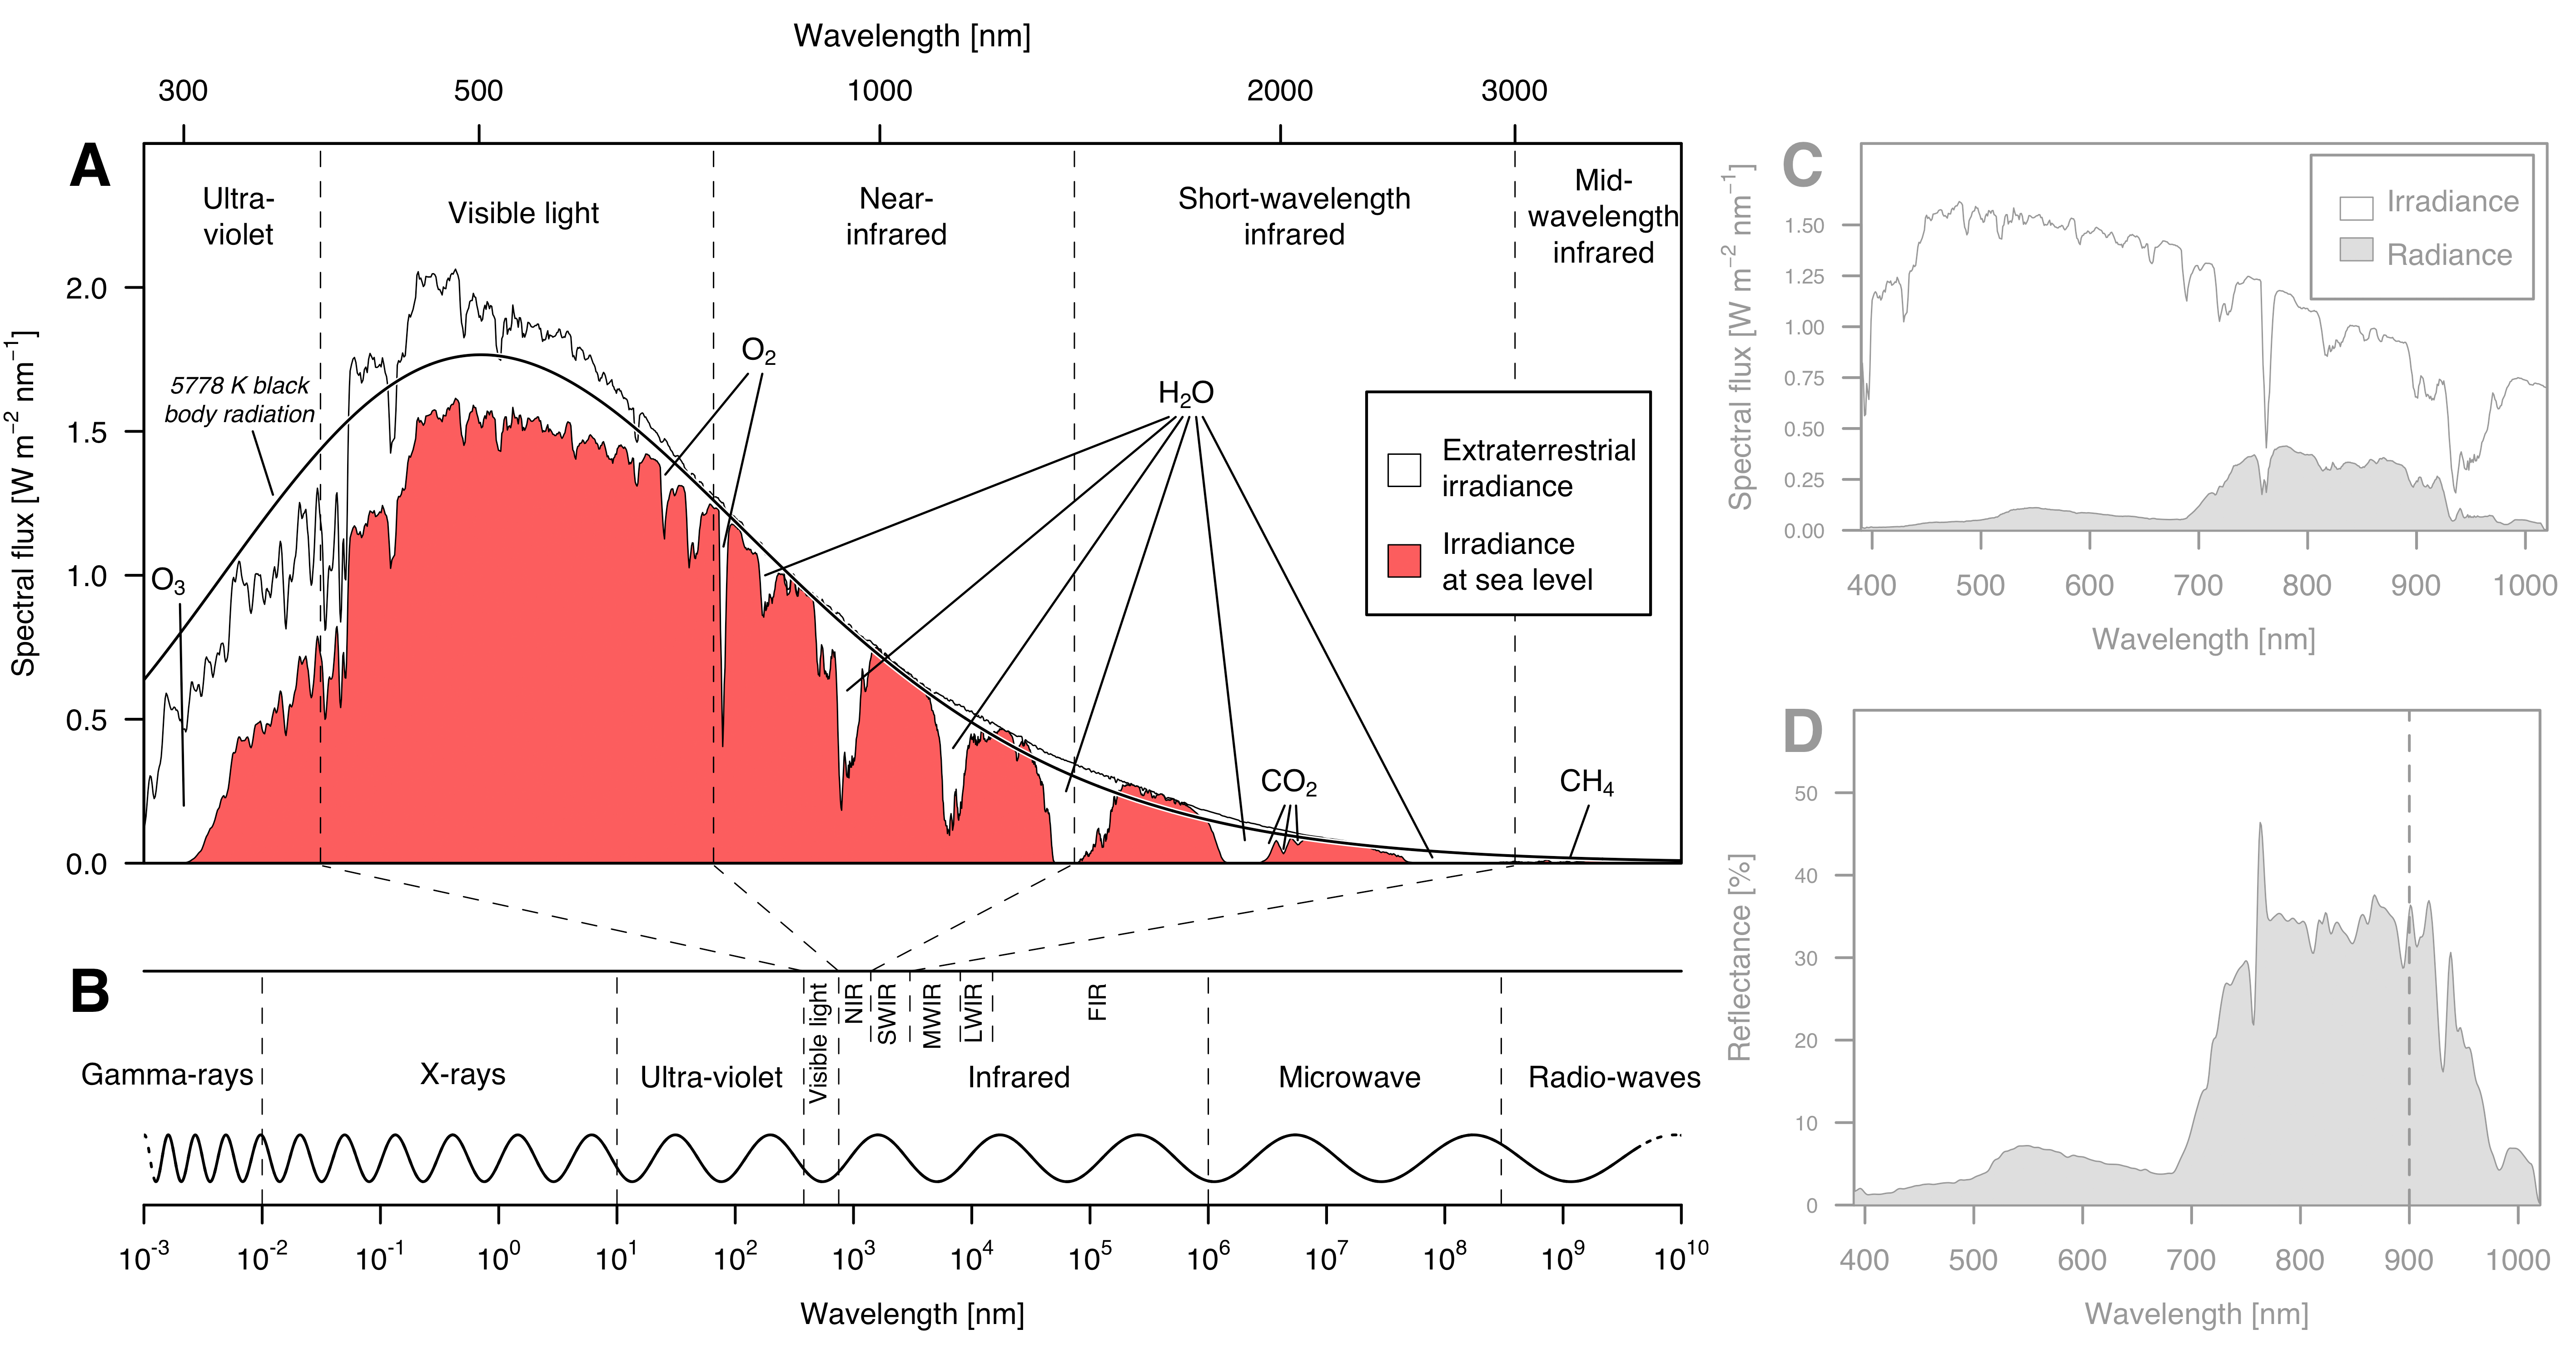 Wavelength [nm]
300 500 1000 2000 3000
A
Ultra-
violet
Visible light
Near-
infrared
Short-wavelength
infrared
Mid-
wavelength
infrared
Spectral flux [W m⁻² nm⁻¹]
2.0
1.5
1.0
0.5
0.0
5778 K black
body radiation
O₃
O₂
H₂O
CO₂
CH₄
Extraterrestrial
irradiance
Irradiance
at sea level
B
Visible light
NIR
SWIR
MWIR
LWIR
FIR
Gamma-rays X-rays Ultra-violet Infrared Microwave Radio-waves
10⁻³ 10⁻² 10⁻¹ 10⁰ 10¹ 10² 10³ 10⁴ 10⁵ 10⁶ 10⁷ 10⁸ 10⁹ 10¹⁰
Wavelength [nm]
C
Irradiance
Radiance
Spectral flux [W m⁻² nm⁻¹]
1.50
1.25
1.00
0.75
0.50
0.25
0.00
400 500 600 700 800 900 1000
Wavelength [nm]
D
Reflectance [%]
50
40
30
20
10
0
400 500 600 700 800 900 1000
Wavelength [nm]